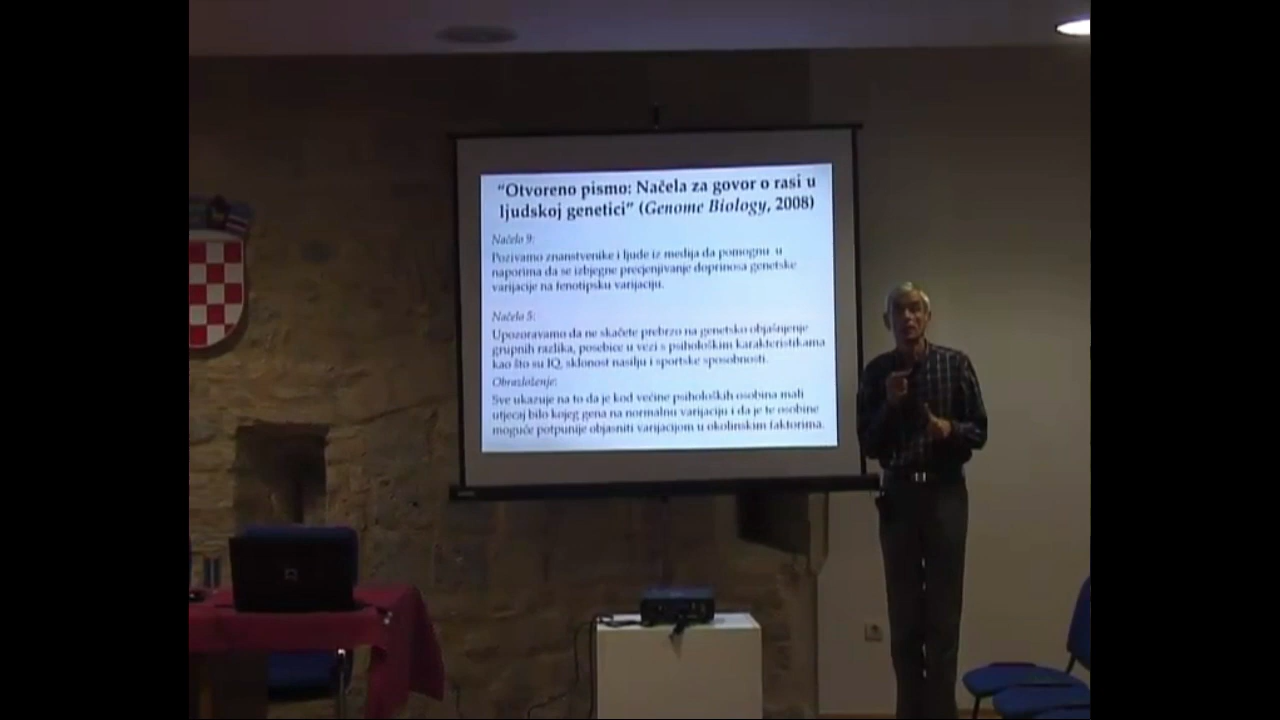 “Otvoreno pismo: Načela za govor o rasi u
ljudskoj genetici” (Genome Biology, 2008)
Načelo 9:
Pozivamo znanstvenike i ljude iz medija da pomognu u
naporima da se izbjegne precjenjivanje doprinosa genetske
varijacije na fenotipsku varijaciju.
Načelo 5:
Upozoravamo da ne skačete prebrzo na genetsko objašnjenje
grupnih razlika, posebice u vezi s psihološkim karakteristikama
kao što su IQ, sklonost nasilju i sportske sposobnosti.
Obrazloženje:
Sve ukazuje na to da je kod većine psiholoških osobina mali
utjecaj bilo kojeg gena na normalnu varijaciju i da je te osobine
moguće potpunije objasniti varijacijom u okolinskim faktorima.